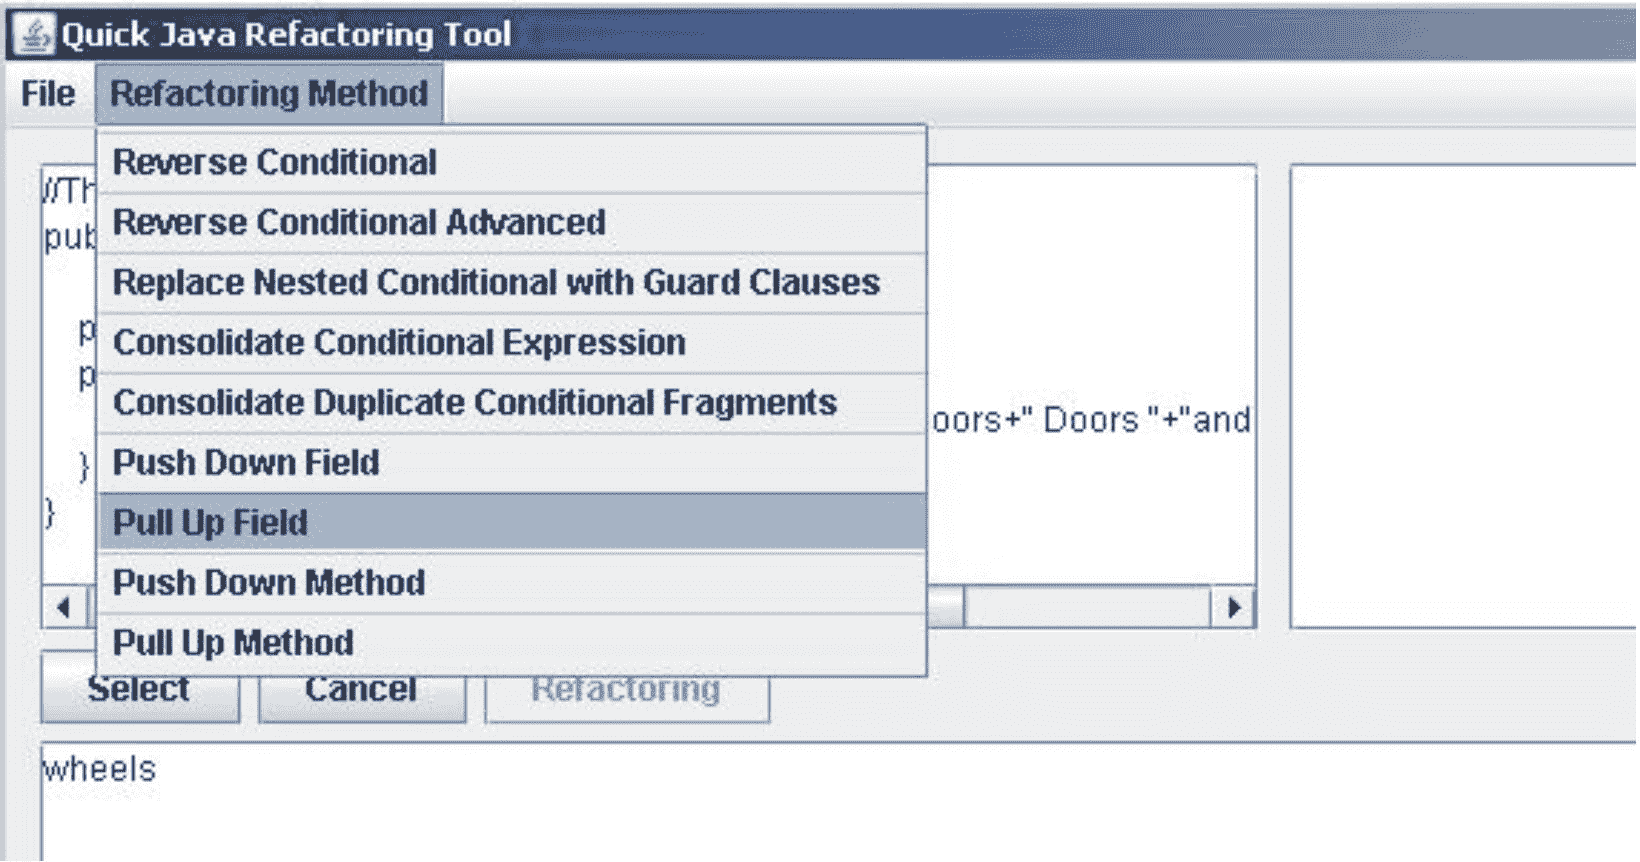 Quick Java Refactoring Tool
File Refactoring Method
Reverse Conditional
//Th
Reverse Conditional Advanced
pub
Replace Nested Conditional with Guard Clauses
p
Consolidate Conditional Expression
p
Consolidate Duplicate Conditional Fragments
oors+" Doors "+"and
Push Down Field
}
Pull Up Field
}
Push Down Method
Pull Up Method
Select Cancel Refactoring
wheels